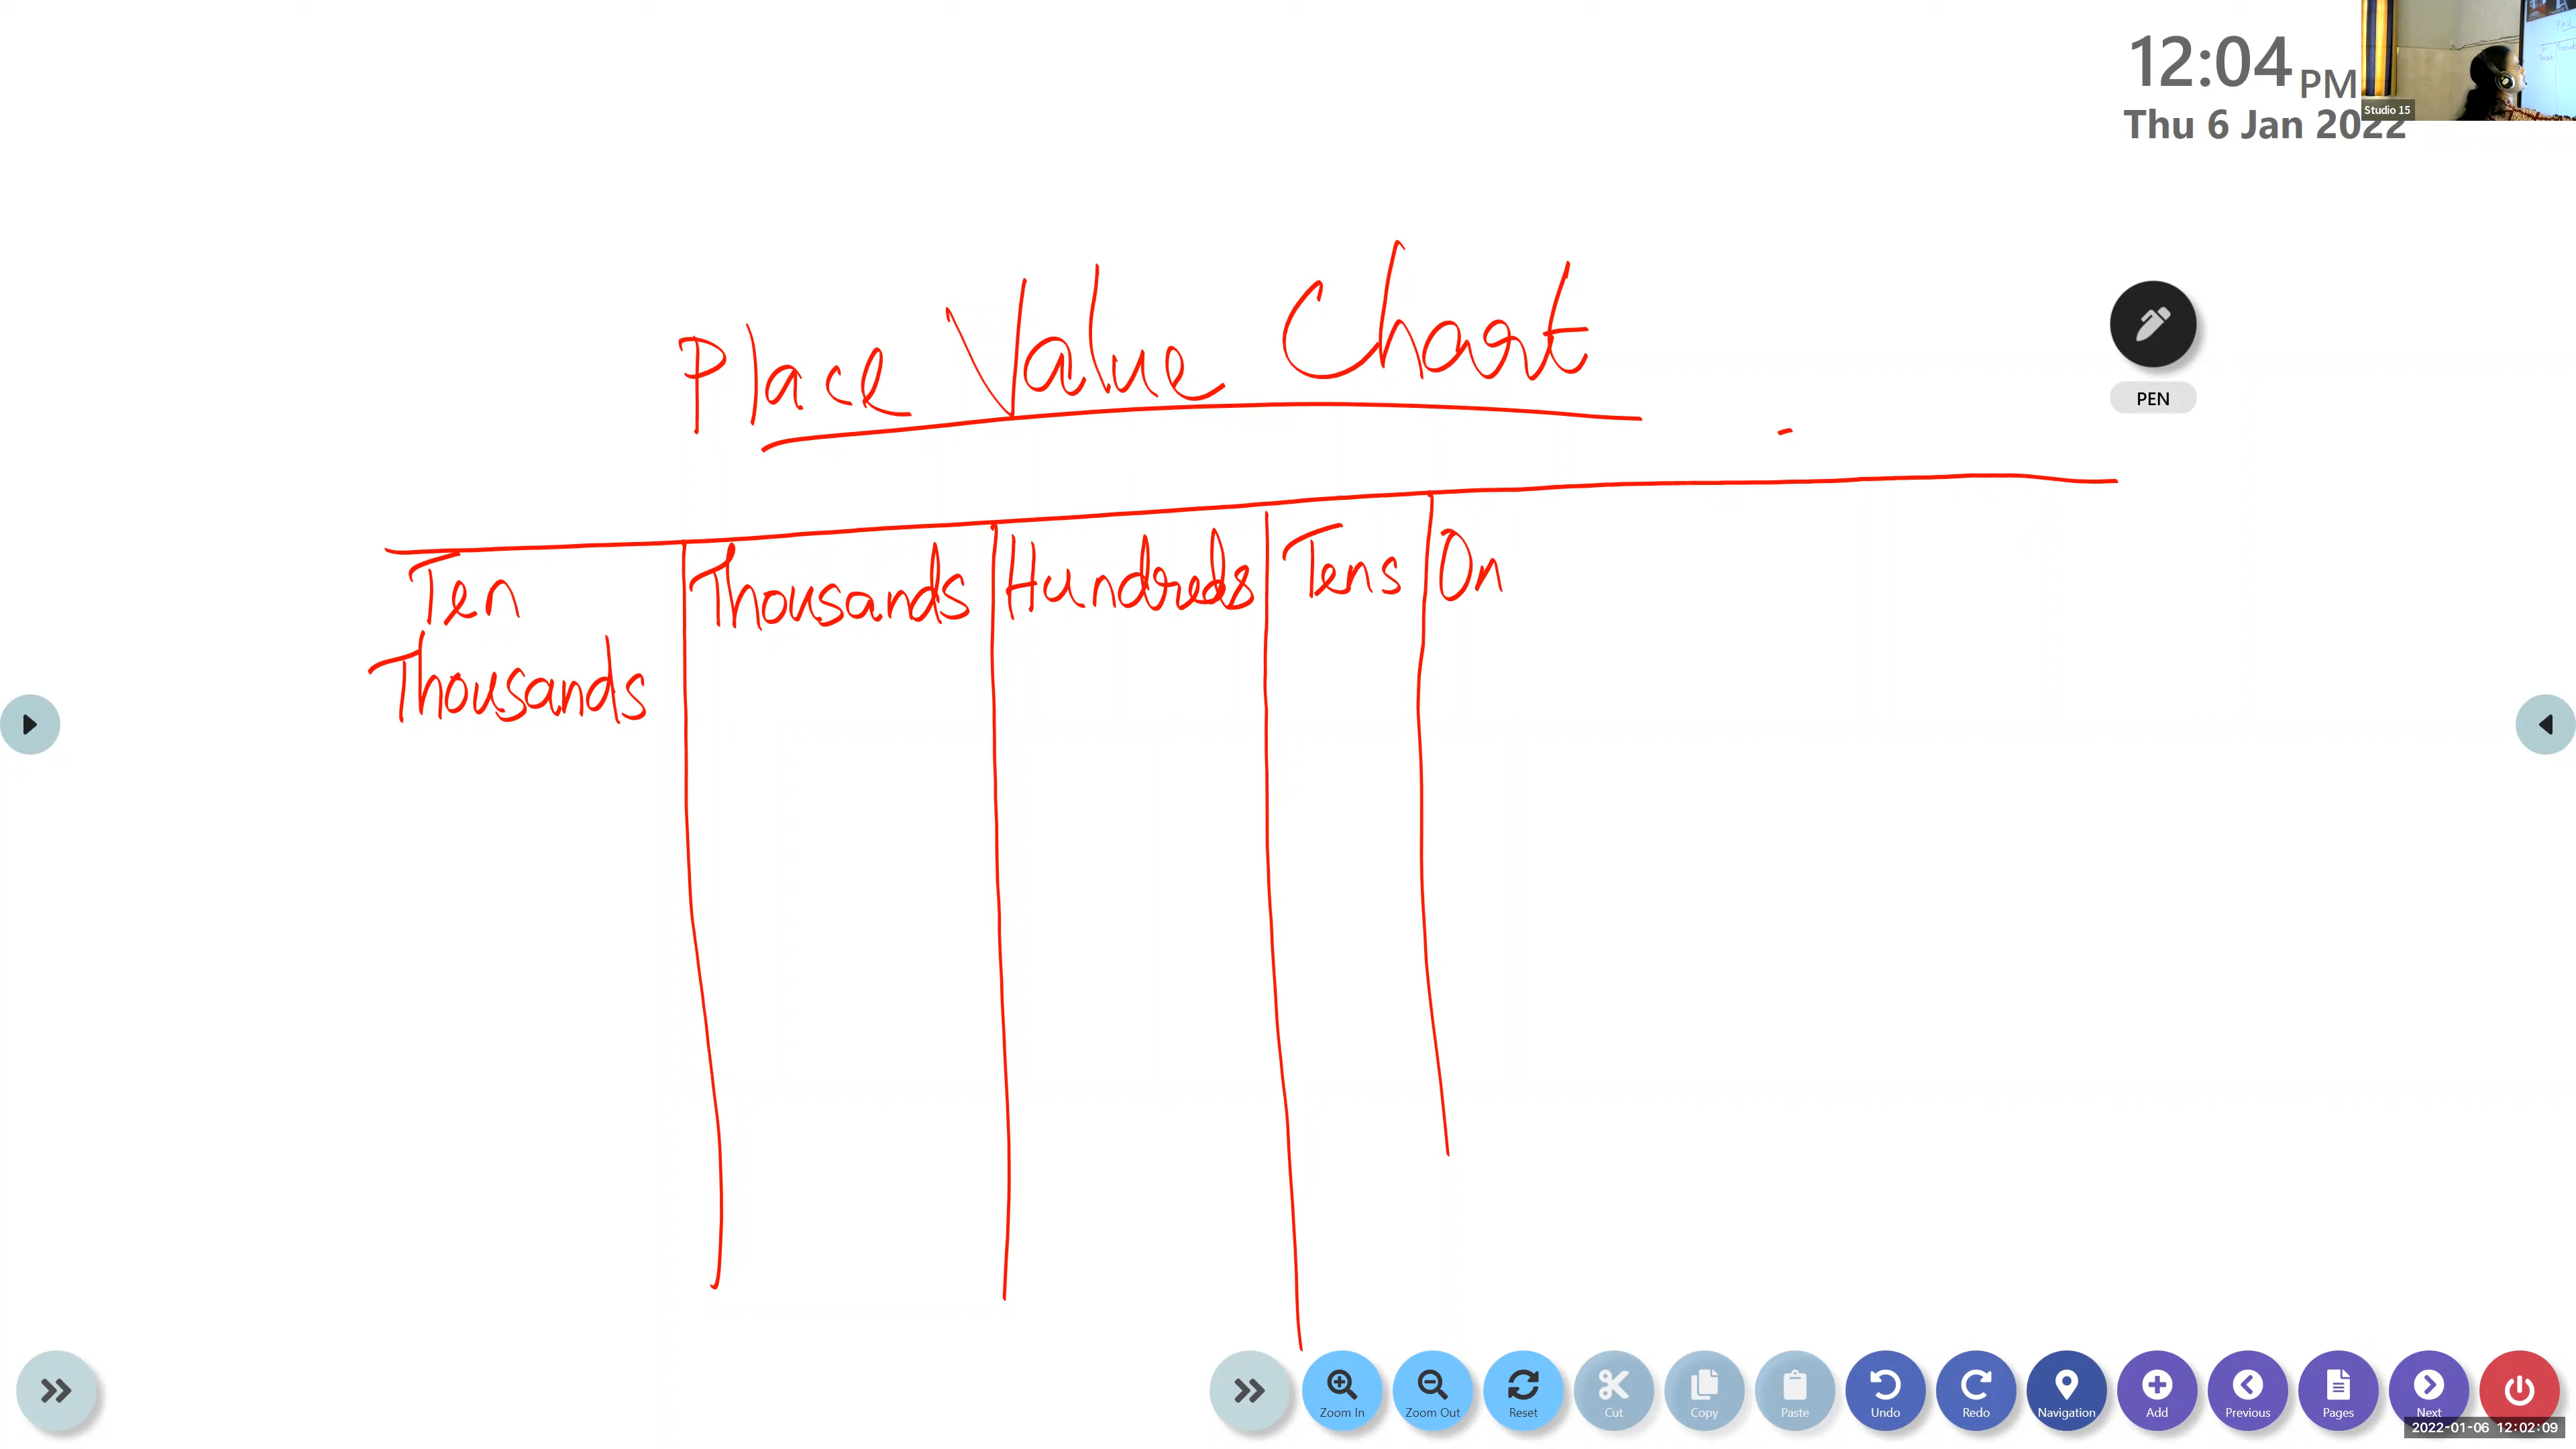 12:04 PM
Thu 6 Jan 2022
Studio 15
Place Value Chart
PEN
Ten Thousands Hundreds Tens On
Thousands
Zoom In Zoom Out Reset Cut Copy Paste Undo Redo Navigation Add Previous Pages Next
2022-01-06 12:02:09